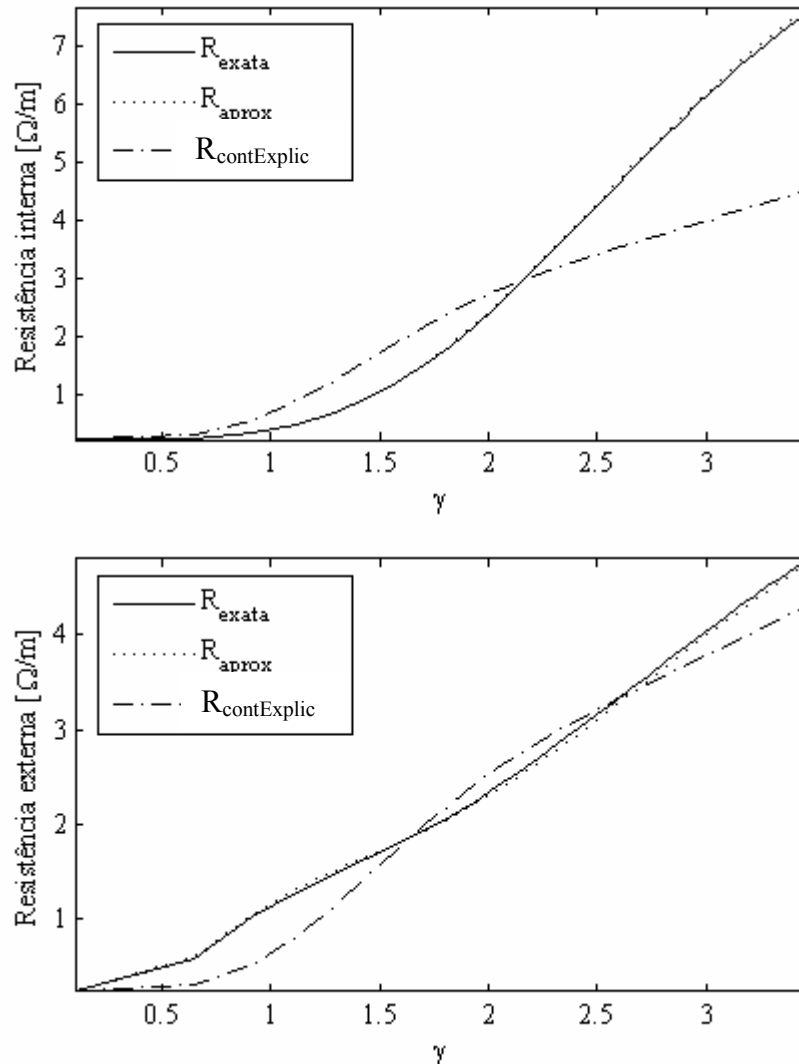 Resistência interna [Ω/m]
7
6
5
4
3
2
1
R_exata
R_aprox
R_contExplic
0.5 1 1.5 2 2.5 3
γ
Resistência externa [Ω/m]
4
3
2
1
R_exata
R_aprox
R_contExplic
0.5 1 1.5 2 2.5 3
γ